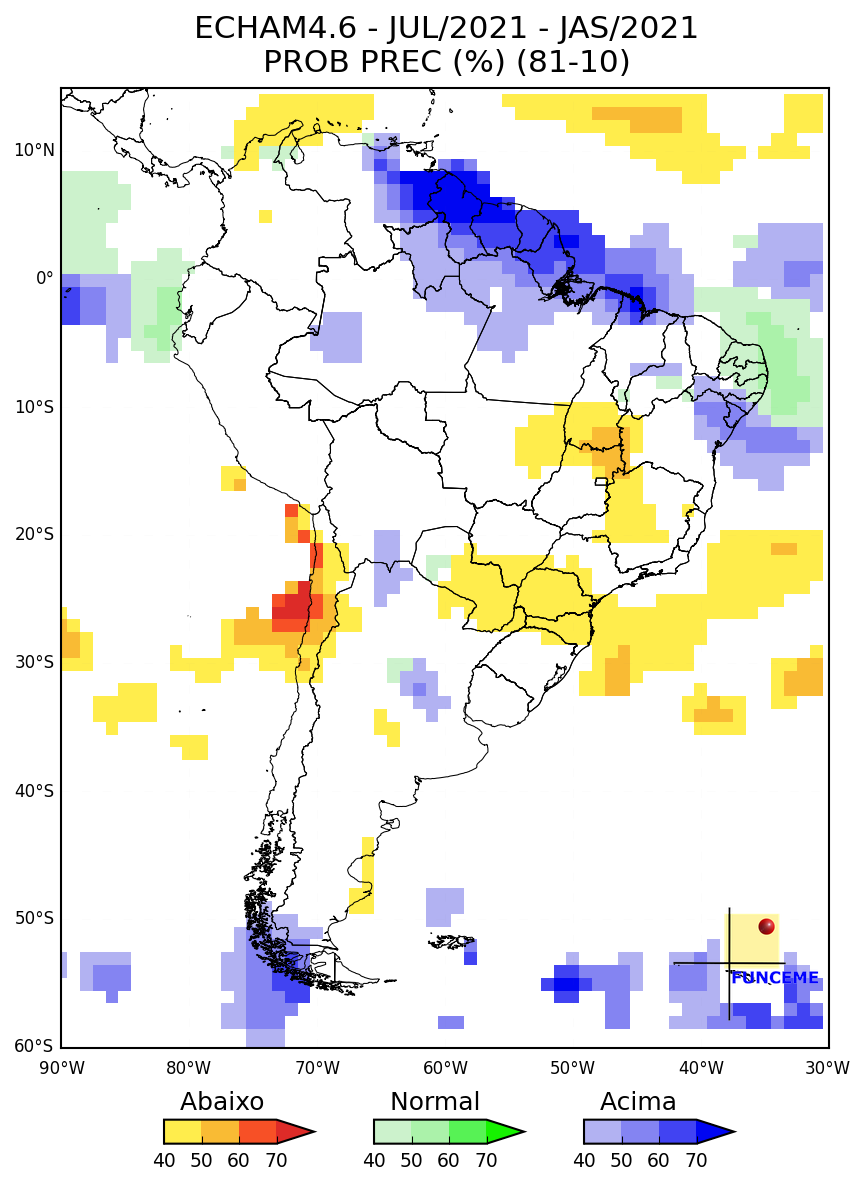 ECHAM4.6 - JUL/2021 - JAS/2021
PROB PREC (%) (81-10)
10°N
0°
10°S
20°S
30°S
40°S
50°S
60°S
FUNCEME
90°W 80°W 70°W 60°W 50°W 40°W 30°W
Abaixo Normal Acima
40 50 60 70 40 50 60 70 40 50 60 70